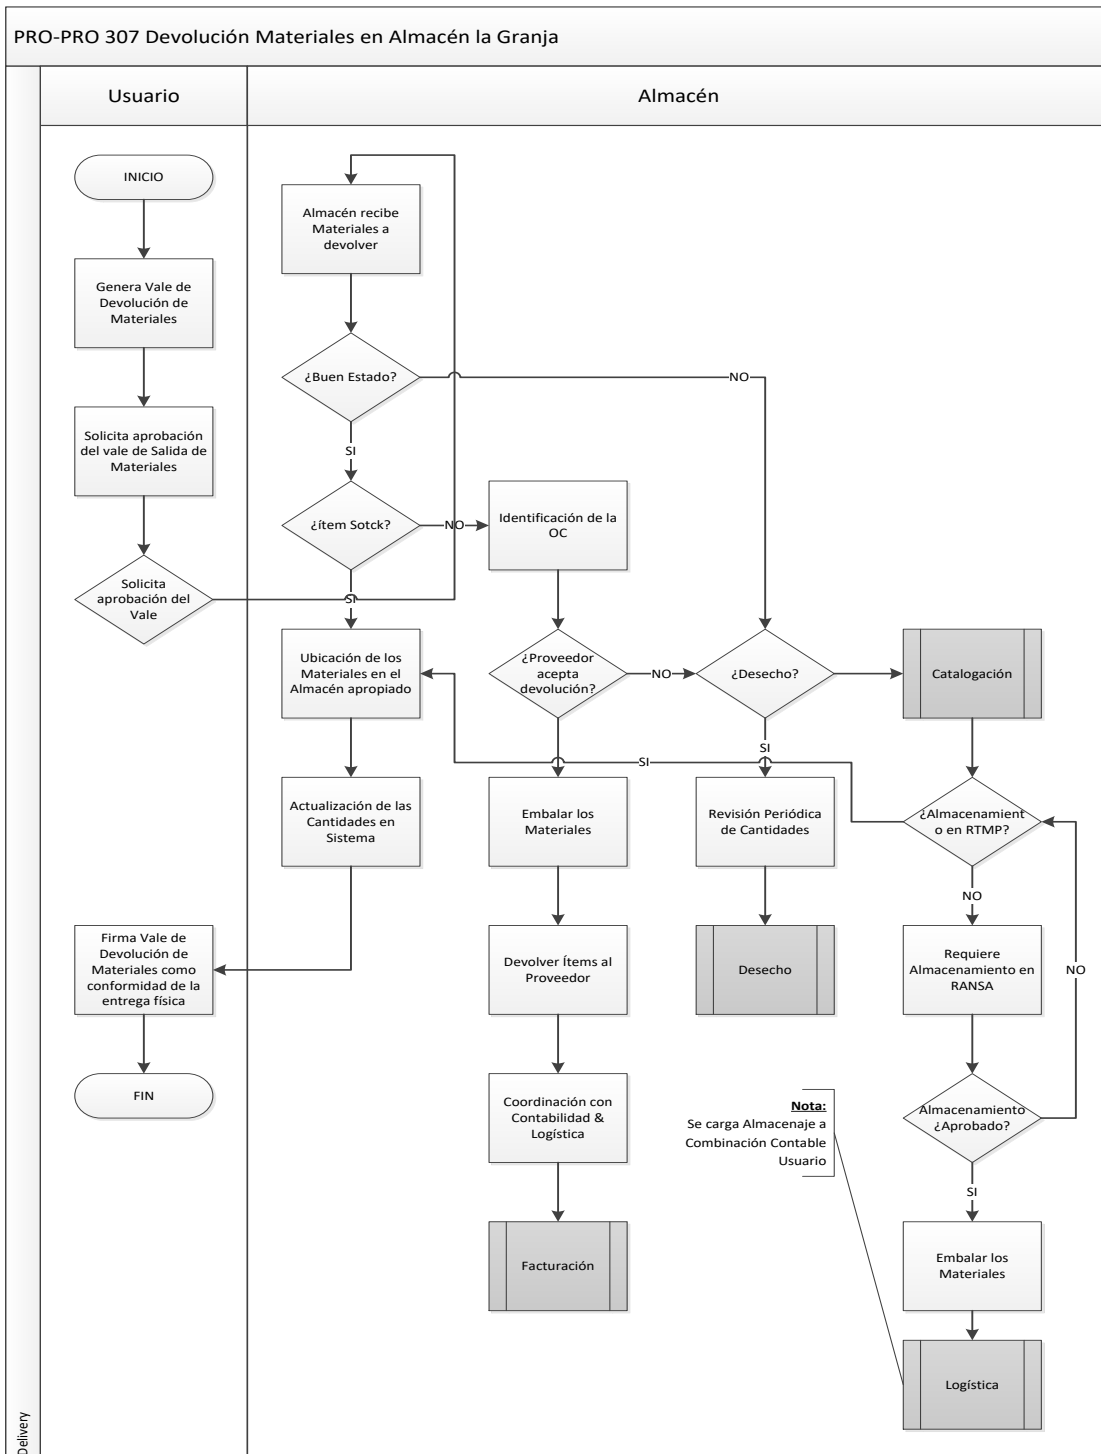 PRO-PRO 307 Devolución Materiales en Almacén la Granja
Usuario
Almacén
INICIO
Genera Vale de
Devolución de
Materiales
Solicita aprobación
del vale de Salida de
Materiales
Solicita
aprobación del
Vale
Almacén recibe
Materiales a
devolver
¿Buen Estado?
NO
SI
¿ítem Sotck?
NO
SI
Identificación de la
OC
Ubicación de los
Materiales en el
Almacén apropiado
¿Proveedor
acepta
devolución?
NO
¿Desecho?
SI
Catalogación
SI
Actualización de las
Cantidades en
Sistema
Embalar los
Materiales
Revisión Periódica
de Cantidades
¿Almacenamient
o en RTMP?
NO
Firma Vale de
Devolución de
Materiales como
conformidad de la
entrega física
Devolver Ítems al
Proveedor
Desecho
Requiere
Almacenamiento en
RANSA
NO
FIN
Coordinación con
Contabilidad &
Logística
Nota:
Se carga Almacenaje a
Combinación Contable
Usuario
Almacenamiento
¿Aprobado?
SI
Facturación
Embalar los
Materiales
Logística
Delivery